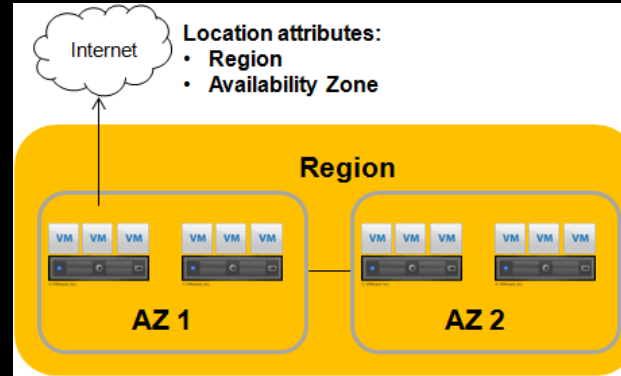 Internet
Location attributes:
• Region
• Availability Zone
Region
VM VM VM VM VM VM VM VM VM VM VM VM
AZ 1 AZ 2